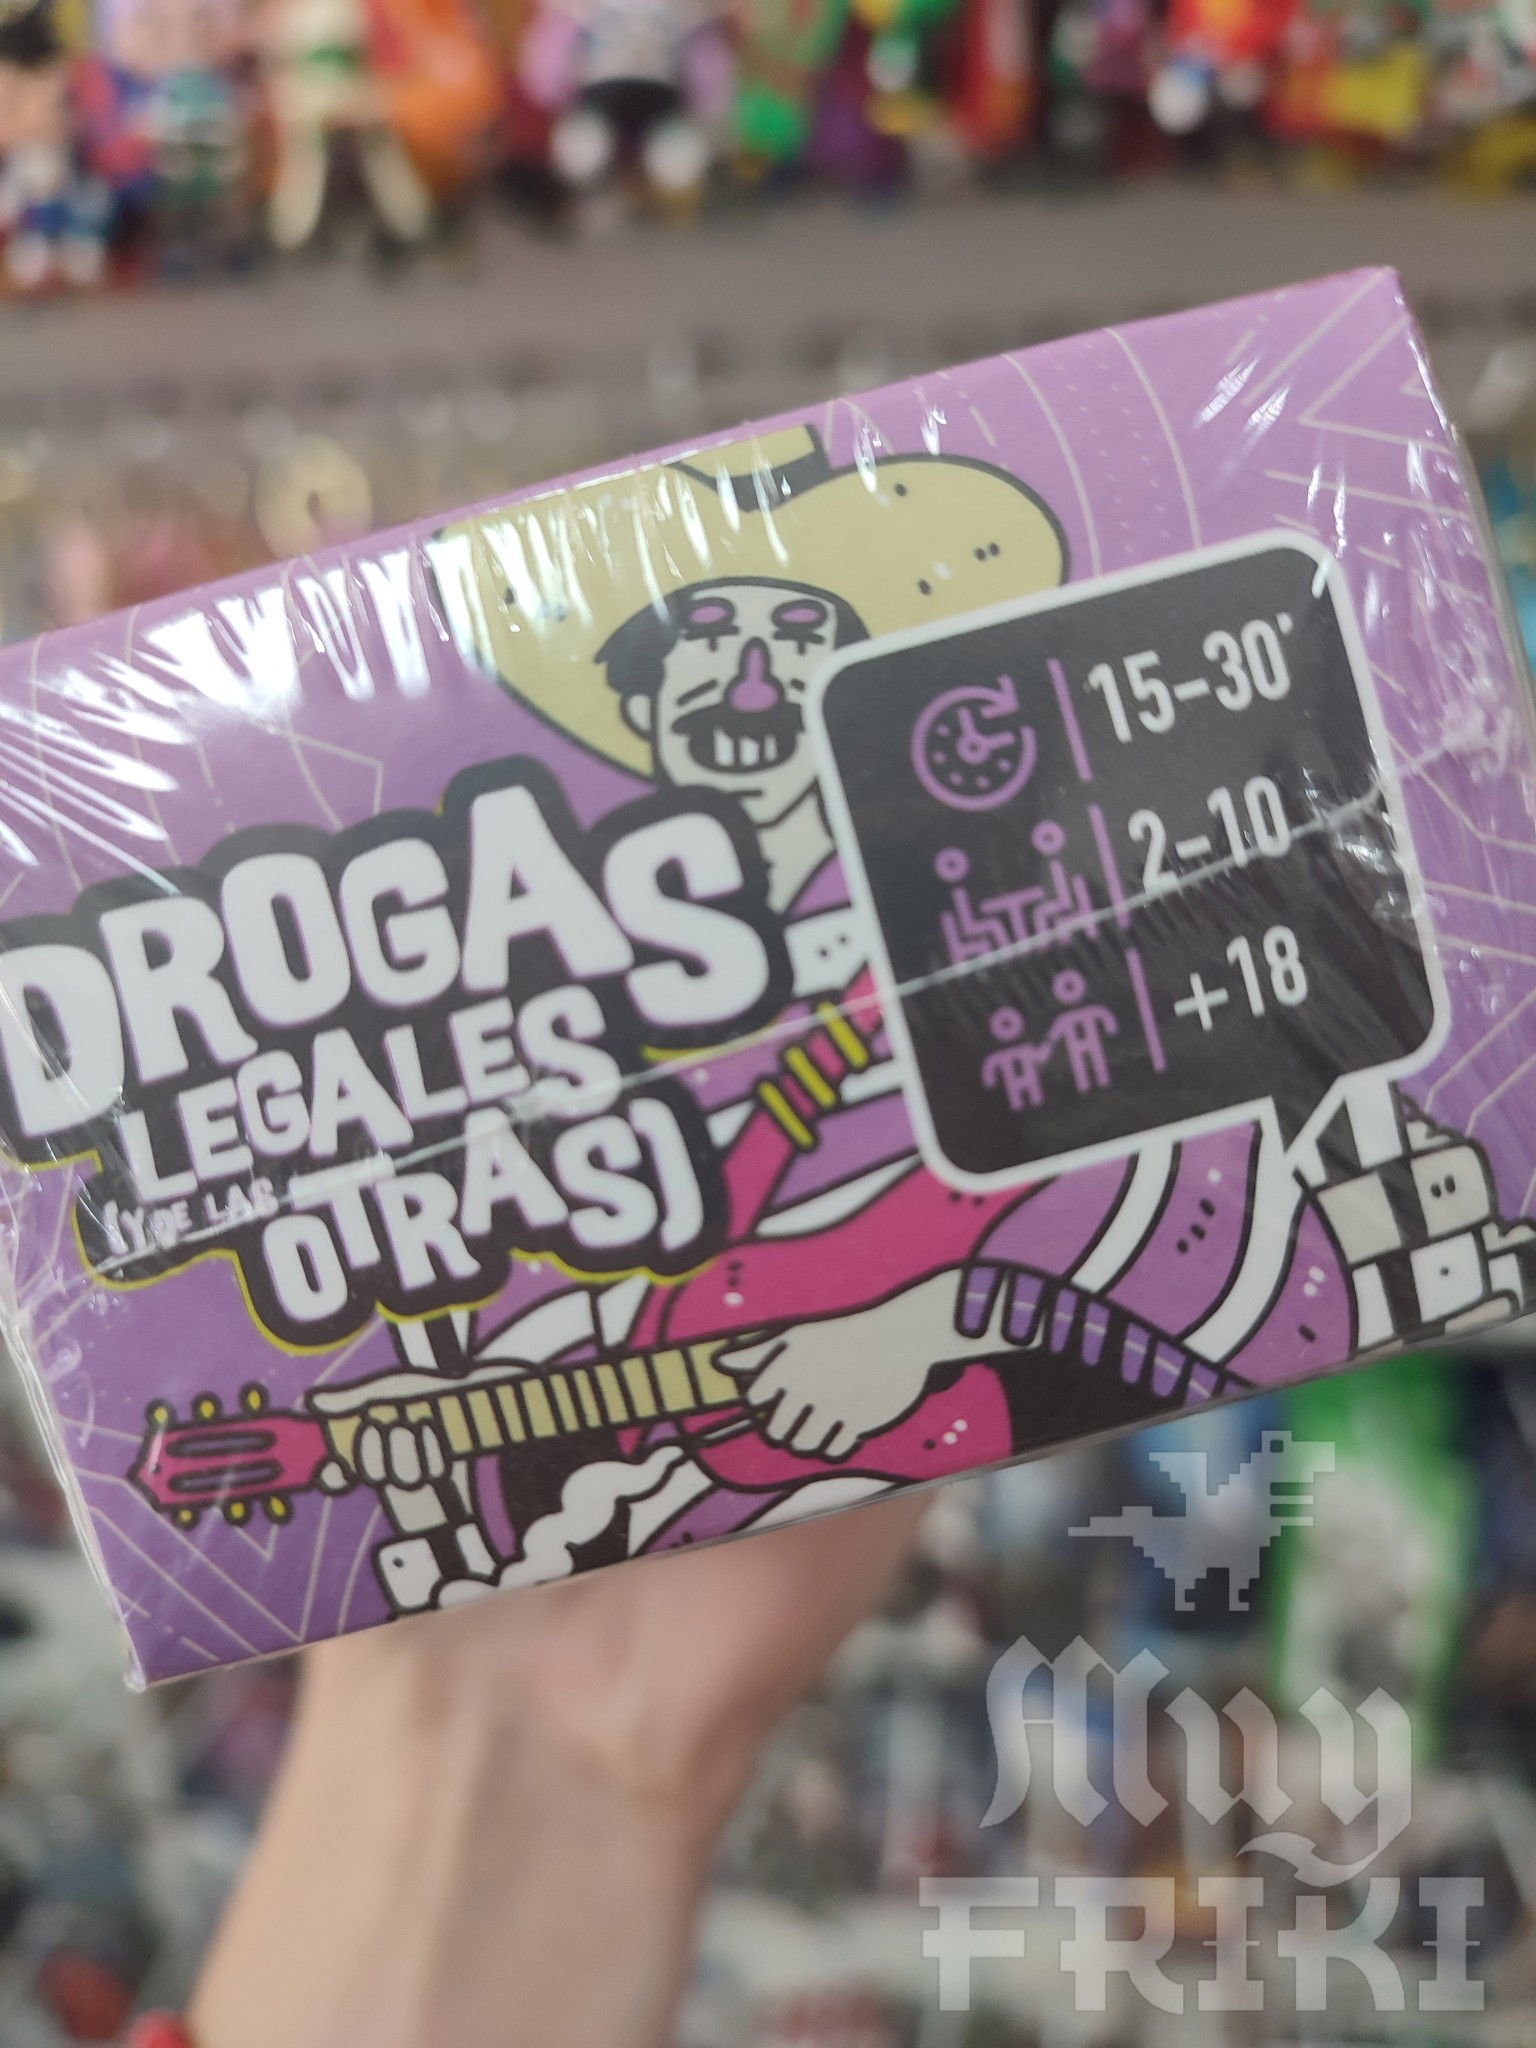 DROGAS
LEGALES
(Y DE LAS
OTRAS)
15-30'
2-10
+18
Muy
FRIKI